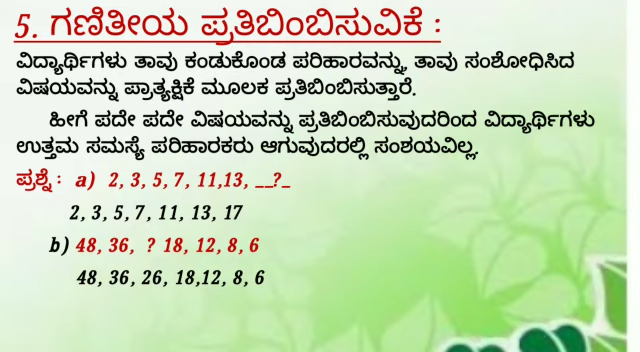 5. ಗಣಿತೀಯ ಪ್ರತಿಬಿಂಬಿಸುವಿಕೆ :
ವಿದ್ಯಾರ್ಥಿಗಳು ತಾವು ಕಂಡುಕೊಂಡ ಪರಿಹಾರವನ್ನು, ತಾವು ಸಂಶೋಧಿಸಿದ
ವಿಷಯವನ್ನು ಪ್ರಾತ್ಯಕ್ಷಿಕೆ ಮೂಲಕ ಪ್ರತಿಬಿಂಬಿಸುತ್ತಾರೆ.
ಹೀಗೆ ಪದೇ ಪದೇ ವಿಷಯವನ್ನು ಪ್ರತಿಬಿಂಬಿಸುವುದರಿಂದ ವಿದ್ಯಾರ್ಥಿಗಳು
ಉತ್ತಮ ಸಮಸ್ಯೆ ಪರಿಹಾರಕರು ಆಗುವುದರಲ್ಲಿ ಸಂಶಯವಿಲ್ಲ.
ಪ್ರಶ್ನೆ : a) 2, 3, 5, 7, 11,13, __?_
2, 3, 5, 7, 11, 13, 17
b) 48, 36, ? 18, 12, 8, 6
48, 36, 26, 18,12, 8, 6